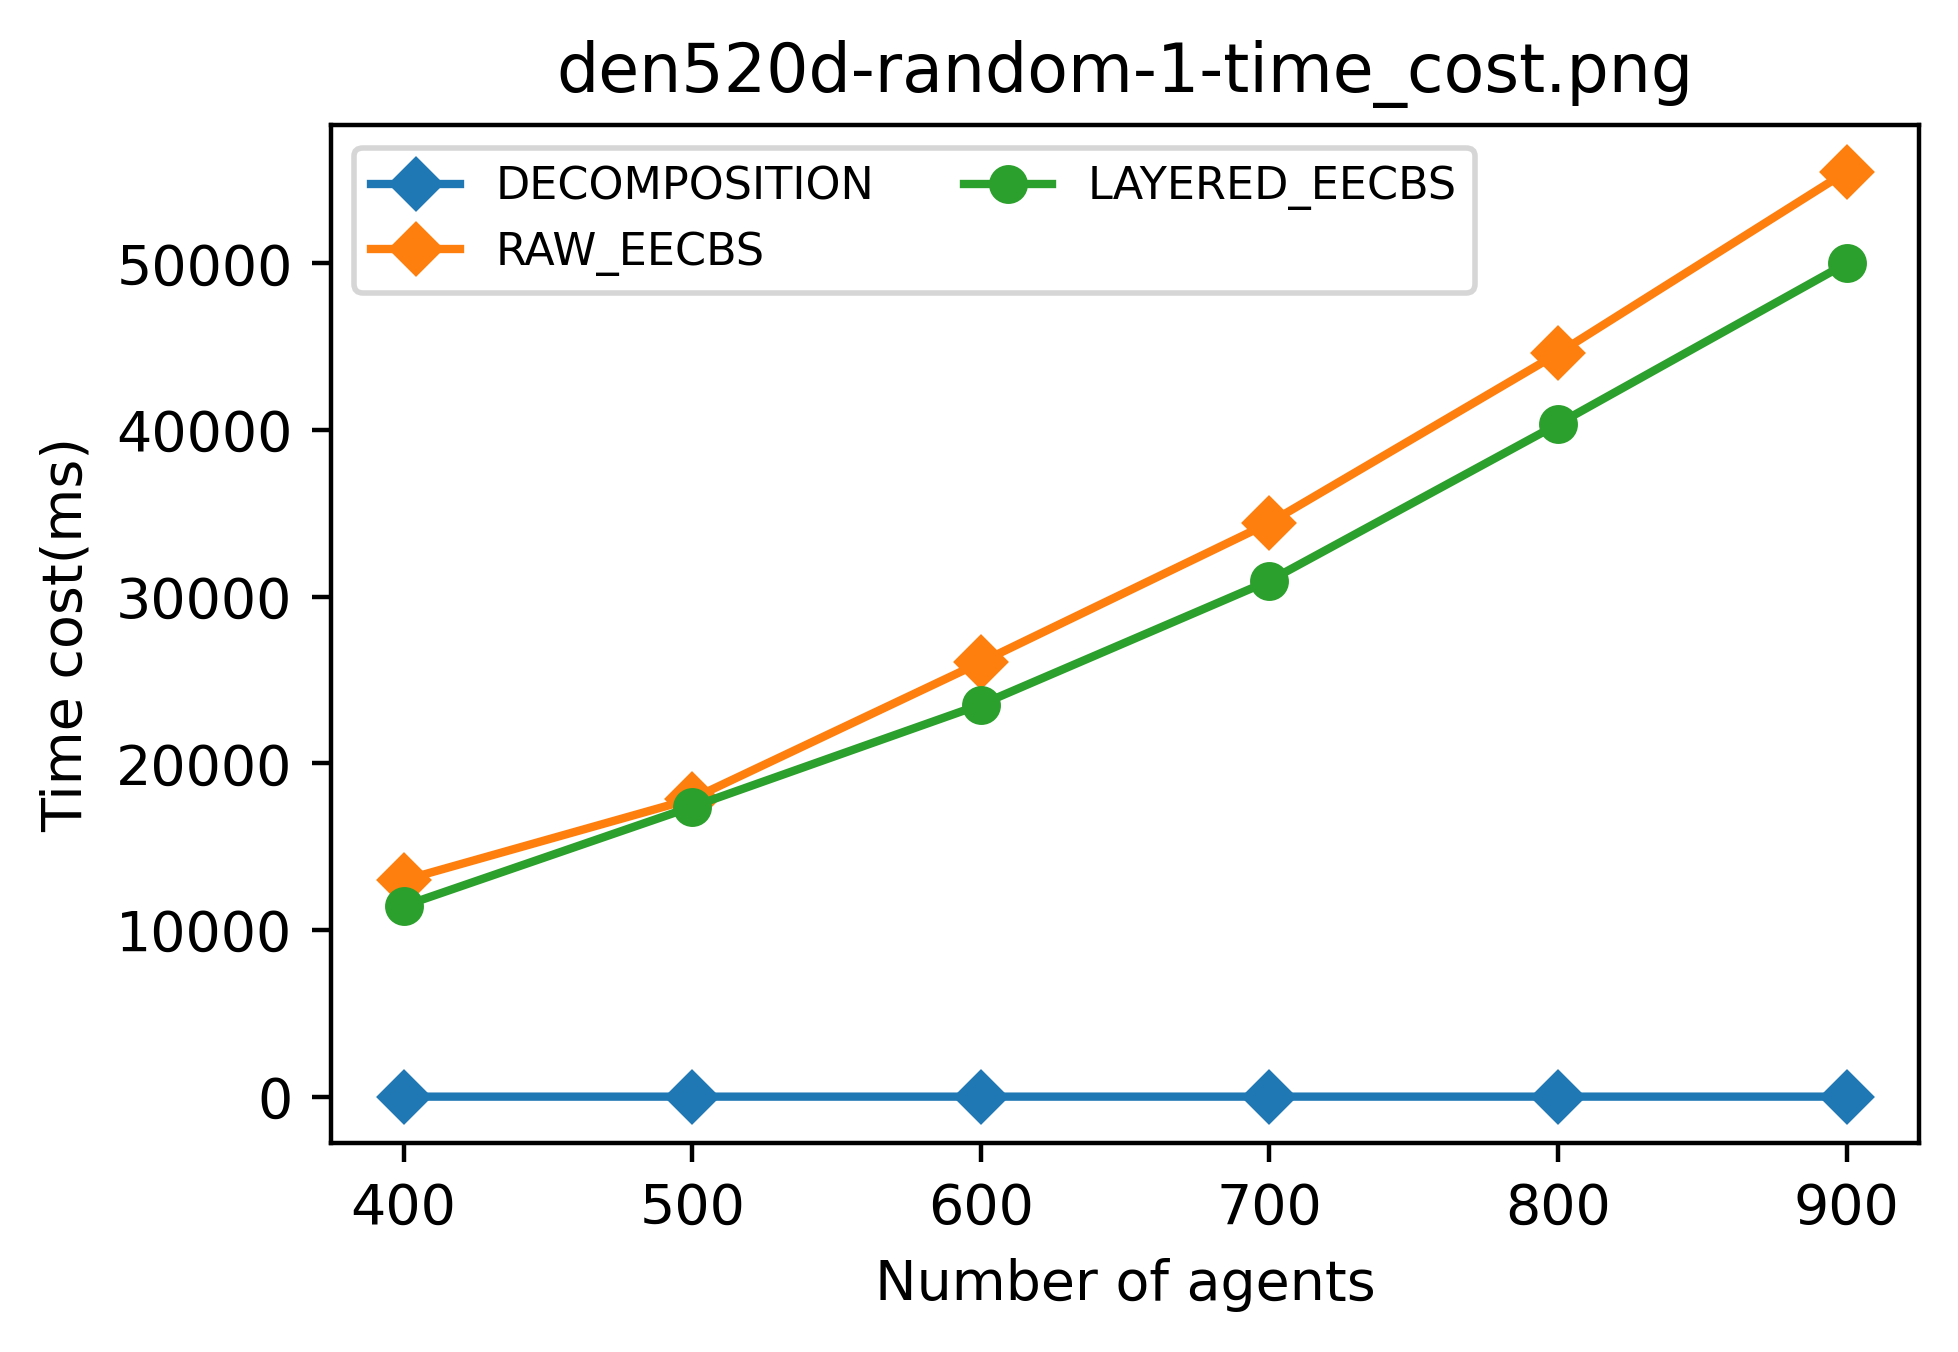 den520d-random-1-time_cost.png
DECOMPOSITION
RAW_EECBS
LAYERED_EECBS
Time cost(ms)
50000
40000
30000
20000
10000
0
400 500 600 700 800 900
Number of agents